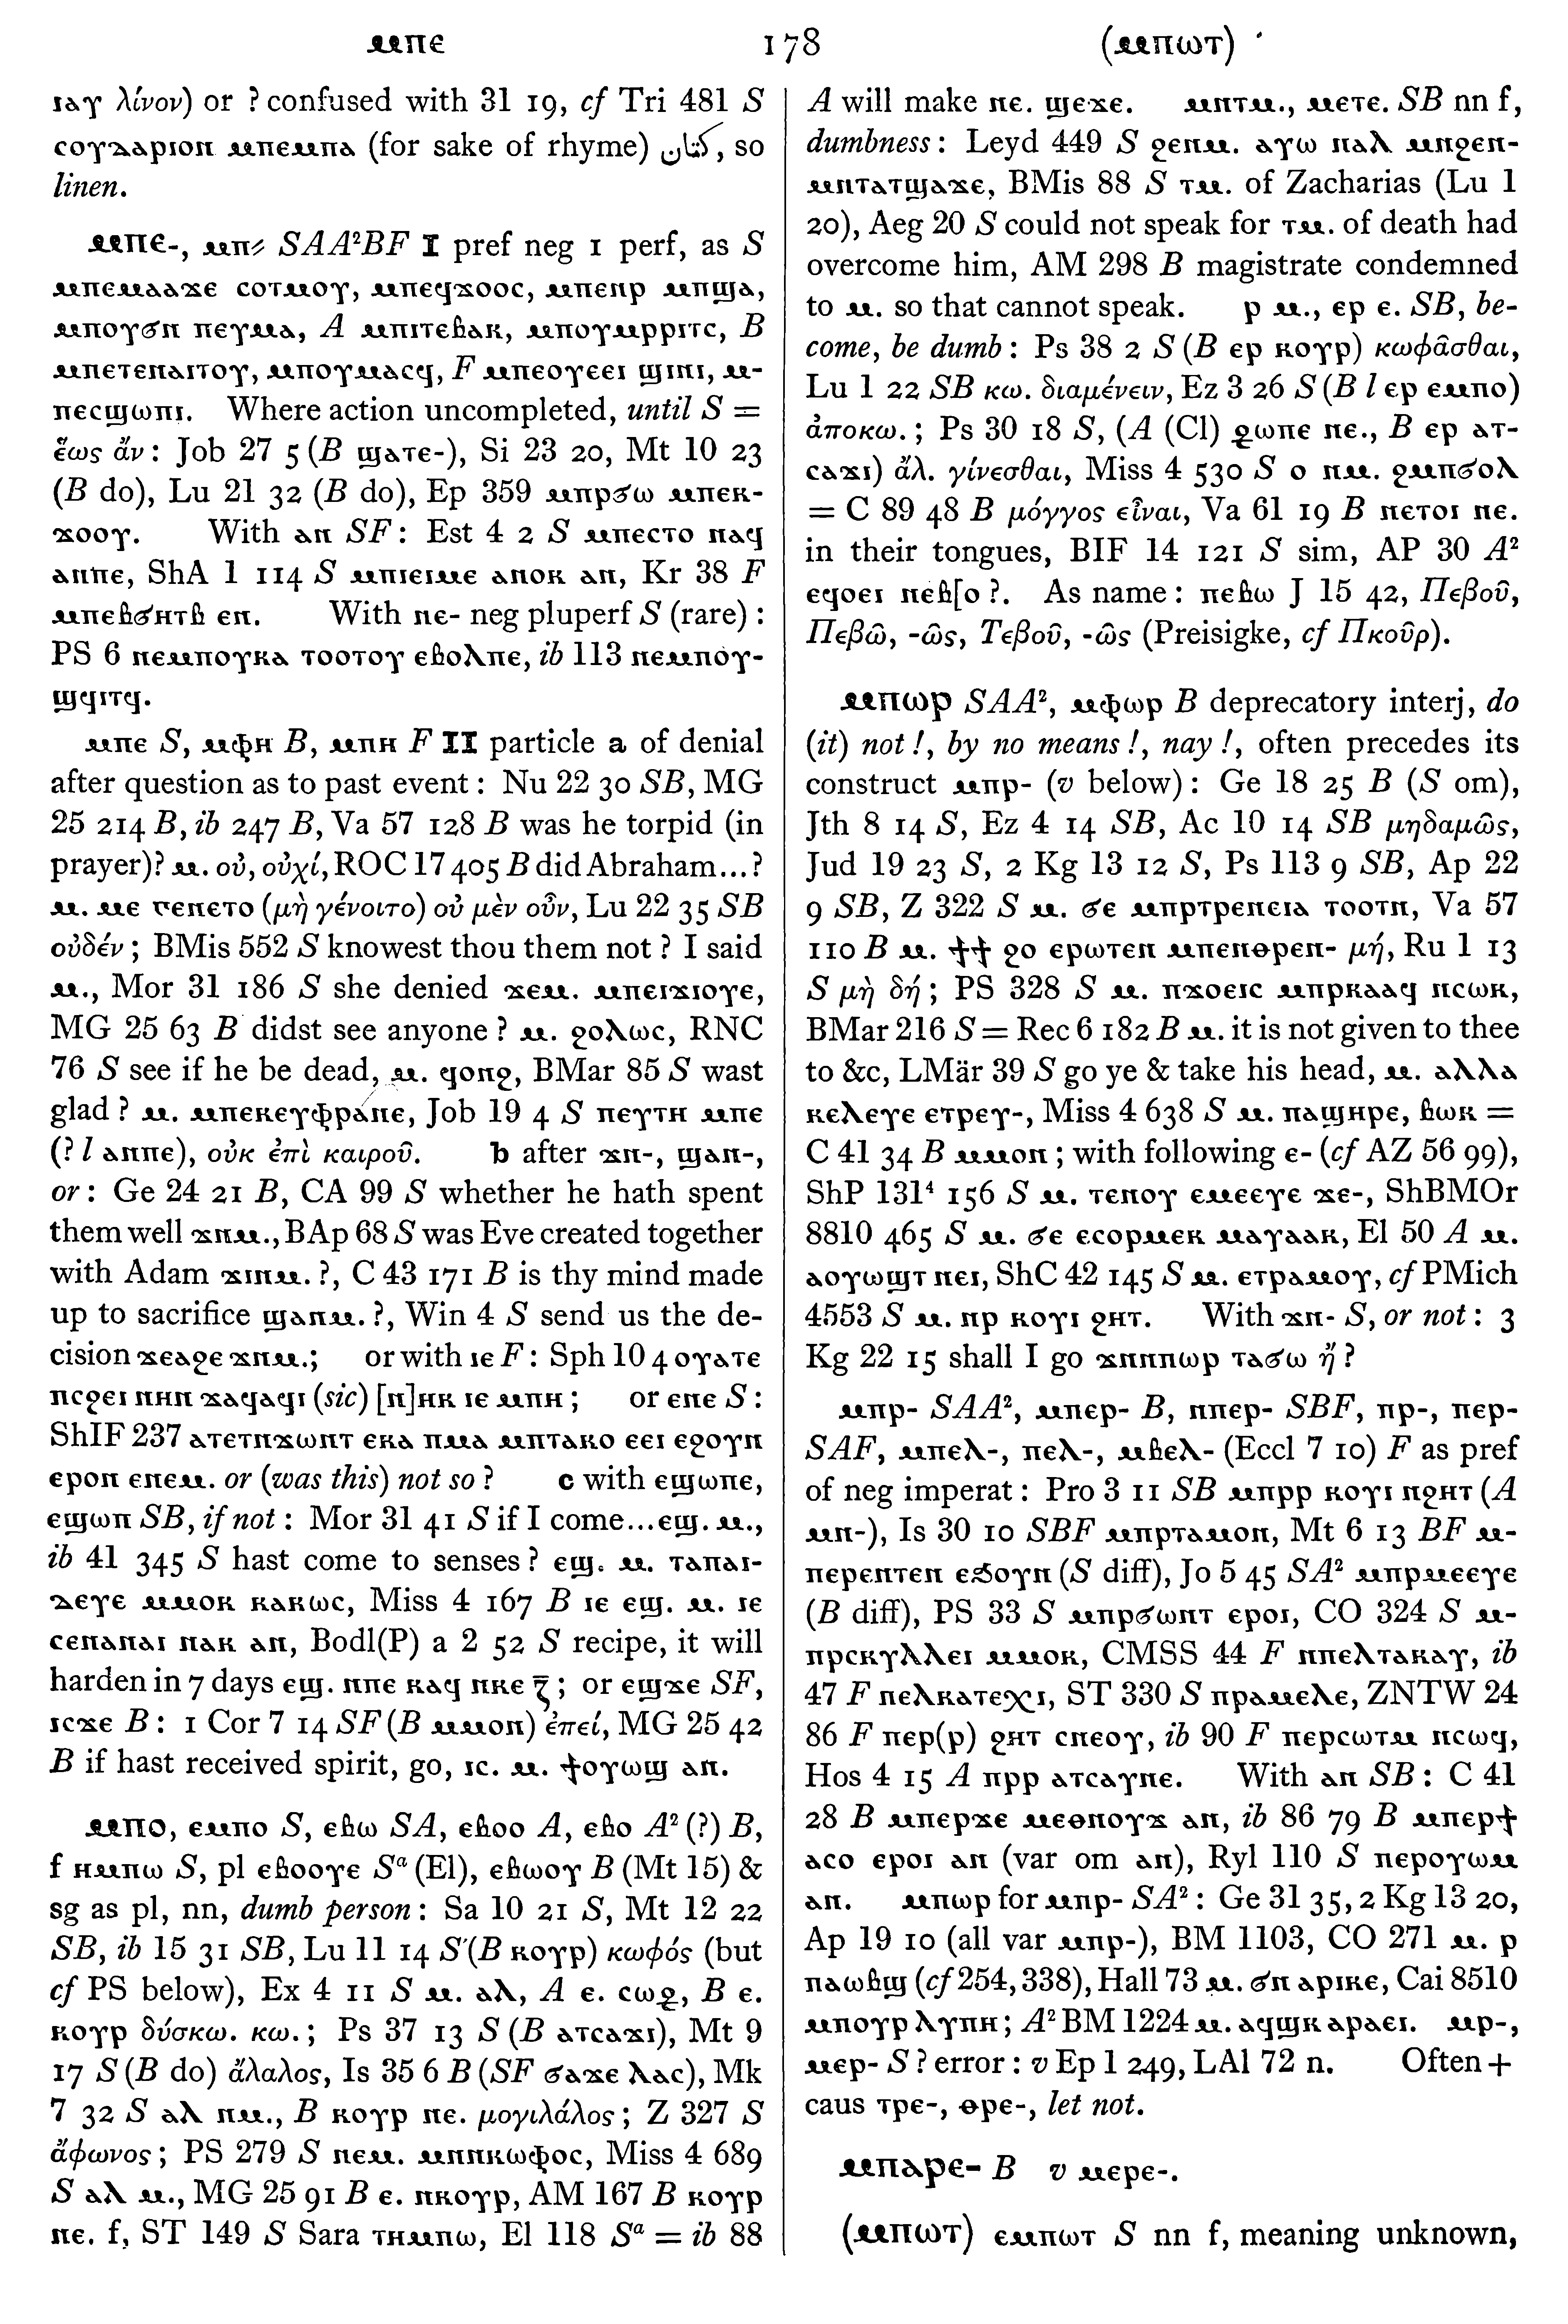 ⲙⲡⲉ 178 (ⲙⲡⲱⲧ)
ⲓⲁⲩ λίνον) or ? confused with 31 19, cf Tri 481 S
ⲥⲟⲩⲇⲁⲣⲓⲟⲛ ⲙⲡⲉⲙⲡⲁ (for sake of rhyme) كتان, so
linen.
ⲙⲡⲉ-, ⲙⲡ⸗ SAA²BF I pref neg 1 perf, as S
ⲙⲡⲉⲙⲁⲁϫⲉ ⲥⲟⲧⲙⲟⲩ, ⲙⲡⲉϥϫⲟⲟⲥ, ⲙⲡⲉⲛⲣ ⲙⲡϣⲁ,
ⲙⲡⲟⲩϭⲛ ⲡⲉⲩⲙⲁ, A ⲙⲡⲓⲧⲉⲃⲁⲕ, ⲙⲡⲟⲩⲙⲣⲣⲓⲧⲥ, B
ⲙⲡⲉⲧⲉⲛⲁⲓⲧⲟⲩ, ⲙⲡⲟⲩⲙⲁⲥϥ, F ⲙⲡⲉⲟⲩⲉⲉⲓ ϣⲓⲛⲓ, ⲙ-
ⲡⲉⲥϣⲱⲡⲓ. Where action uncompleted, until S =
ἕως ἄν : Job 27 5 (B ϣⲁⲧⲉ-), Si 23 20, Mt 10 23
(B do), Lu 21 32 (B do), Ep 359 ⲙⲡⲣϭⲱ ⲙⲡⲉⲕ-
ϫⲟⲟⲩ. With ⲁⲛ SF : Est 4 2 S ⲙⲡⲉⲥⲧⲟ ⲛⲁϥ
ⲁⲛⲡⲉ, ShA 1 114 S ⲙⲡⲓⲉⲓⲙⲉ ⲁⲛⲟⲕ ⲁⲛ, Kr 38 F
ⲙⲡⲉⲃϭⲏⲧⲃ ⲉⲛ. With ⲛⲉ- neg pluperf S (rare) :
PS 6 ⲛⲉⲙⲡⲟⲩⲕⲁ ⲧⲟⲟⲧⲟⲩ ⲉⲃⲟⲗⲡⲉ, ib 113 ⲛⲉⲙⲡⲟⲩ-
ϣϥⲓⲧϥ.
ⲙⲡⲉ S, ⲙⲫⲏ B, ⲙⲡⲏ F II particle a of denial
after question as to past event : Nu 22 30 SB, MG
25 214 B, ib 247 B, Va 57 128 B was he torpid (in
prayer)? ⲙ. οὐ, οὐχί, ROC 17 405 B did Abraham...?
ⲙ. ⲙⲉ ⲅⲉⲛⲉⲧⲟ (μὴ γένοιτο) οὐ μὲν οὖν, Lu 22 35 SB
οὐδέν ; BMis 552 S knowest thou them not ? I said
ⲙ., Mor 31 186 S she denied ϫⲉⲙ. ⲙⲡⲉⲓϫⲓⲟⲩⲉ,
MG 25 63 B didst see anyone ? ⲙ. ϩⲟⲗⲱⲥ, RNC
76 S see if he be dead, ⲙ. ϥⲟⲛϩ, BMar 85 S wast
glad ? ⲙ. ⲙⲡⲉⲕⲉⲩⲫⲣⲁⲛⲉ, Job 19 4 S ⲡⲉⲩⲧⲏ ⲙⲡⲉ
(? l ⲁⲛⲡⲉ), οὐκ ἐπὶ καιροῦ. b after ϫⲛ-, ϣⲁⲛ-,
or : Ge 24 21 B, CA 99 S whether he hath spent
them well ϫⲛⲙ., BAp 68 S was Eve created together
with Adam ϫⲓⲛⲙ. ?, C 43 171 B is thy mind made
up to sacrifice ϣⲁⲛⲙ. ?, Win 4 S send us the de-
cision ϫⲉⲁϩⲉ ϫⲛⲙ.; or with ⲓⲉ F : Sph 10 4 ⲟⲩⲁⲧⲉ
ⲡⲥϩⲉⲓ ⲡⲏⲛ ϫⲁϥⲁϥⲓ (sic) [ⲛ]ⲏⲕ ⲓⲉ ⲙⲡⲏ ; or ⲉⲛⲉ S :
ShIF 237 ⲁⲧⲉⲧⲛϫⲱⲛⲧ ⲉⲕⲁ ⲡⲙⲁ ⲙⲡⲧⲁⲕⲟ ⲉⲉⲓ ⲉϩⲟⲩⲛ
ⲉⲣⲟⲛ ⲉⲛⲉⲙ. or (was this) not so ? c with ⲉϣⲱⲡⲉ,
ⲉϣⲱⲡ SB, if not : Mor 31 41 S if I come...ⲉϣ. ⲙ.,
ib 41 345 S hast come to senses ? ⲉϣ. ⲙ. ⲧⲁⲡⲁⲓ-
ⲇⲉⲩⲉ ⲙⲙⲟⲕ ⲕⲁⲕⲱⲥ, Miss 4 167 B ⲓⲉ ⲉϣ. ⲙ. ⲓⲉ
ⲥⲉⲛⲁⲛⲁⲓ ⲛⲁⲕ ⲁⲛ, Bodl(P) a 2 52 S recipe, it will
harden in 7 days ⲉϣ. ⲛⲡⲉ ⲕⲁϥ ⲛⲕⲉ ⲍ̅ ; or ⲉϣϫⲉ SF,
ⲓⲥϫⲉ B : 1 Cor 7 14 SF (B ⲙⲙⲟⲛ) ἐπεί, MG 25 42
B if hast received spirit, go, ⲓⲥ. ⲙ. ϯⲟⲩⲱϣ ⲁⲛ.
ⲙⲡⲟ, ⲉⲙⲡⲟ S, ⲉⲃⲱ SA, ⲉⲃⲟⲟ A, ⲉⲃⲟ A² (?) B,
f ⲏⲙⲡⲱ S, pl ⲉⲃⲟⲟⲩⲉ Sᵃ (El), ⲉⲃⲱⲟⲩ B (Mt 15) &
sg as pl, nn, dumb person : Sa 10 21 S, Mt 12 22
SB, ib 15 31 SB, Lu 11 14 S (B ⲕⲟⲩⲣ) κωφός (but
cf PS below), Ex 4 11 S ⲙ. ⲁⲗ, A ⲉ. ⲥⲱϩ, B ⲉ.
ⲕⲟⲩⲣ δύσκω. κω. ; Ps 37 13 S (B ⲁⲧⲥⲁϫⲓ), Mt 9
17 S (B do) ἄλαλος, Is 35 6 B (SF ϭⲁϫⲉ ⲗⲁⲥ), Mk
7 32 S ⲁⲗ ⲛⲙ., B ⲕⲟⲩⲣ ⲛⲉ. μογιλάλος ; Z 327 S
ἄφωνος ; PS 279 S ⲛⲉⲙ. ⲙⲛⲛⲕⲱⲫⲟⲥ, Miss 4 689
S ⲁⲗ ⲙ., MG 25 91 B ⲉ. ⲛⲕⲟⲩⲣ, AM 167 B ⲕⲟⲩⲣ
ⲛⲉ. f, ST 149 S Sara ⲧⲏⲙⲡⲱ, El 118 Sᵃ = ib 88
A will make ⲛⲉ. ϣⲉϫⲉ. ⲙⲛⲧⲙ., ⲙⲉⲧⲉ. SB nn f,
dumbness : Leyd 449 S ϩⲉⲛⲙ. ⲁⲩⲱ ⲛⲁⲗ ⲙⲛϩⲉⲛ-
ⲙⲛⲧⲁⲧϣⲁϫⲉ, BMis 88 S ⲧⲙ. of Zacharias (Lu 1
20), Aeg 20 S could not speak for ⲧⲙ. of death had
overcome him, AM 298 B magistrate condemned
to ⲙ. so that cannot speak. ⲣ ⲙ., ⲉⲣ ⲉ. SB, be-
come, be dumb : Ps 38 2 S (B ⲉⲣ ⲕⲟⲩⲣ) κωφᾶσθαι,
Lu 1 22 SB κω. διαμένειν, Ez 3 26 S (B l ⲉⲣ ⲉⲙⲡⲟ)
ἀποκω. ; Ps 30 18 S, (A (Cl) ϩⲱⲡⲉ ⲛⲉ., B ⲉⲣ ⲁⲧ-
ⲥⲁϫⲓ) ἄλ. γίνεσθαι, Miss 4 530 S ⲟ ⲛⲙ. ϩⲙⲡϭⲟⲗ
= C 89 48 B μόγγος εἶναι, Va 61 19 B ⲛⲉⲧⲟⲓ ⲛⲉ.
in their tongues, BIF 14 121 S sim, AP 30 A²
ⲉϥⲟⲉⲓ ⲛⲉⲃ[ⲟ ?. As name : ⲡⲉⲃⲱ J 15 42, Πεβοῦ,
Πεβῶ, -ῶς, Τεβοῦ, -ῶς (Preisigke, cf Πκοῦρ).
ⲙⲡⲱⲣ SAA², ⲙⲫⲱⲣ B deprecatory interj, do
(it) not !, by no means !, nay !, often precedes its
construct ⲙⲡⲣ- (v below) : Ge 18 25 B (S om),
Jth 8 14 S, Ez 4 14 SB, Ac 10 14 SB μηδαμῶς,
Jud 19 23 S, 2 Kg 13 12 S, Ps 113 9 SB, Ap 22
9 SB, Z 322 S ⲙ. ϭⲉ ⲙⲡⲣⲧⲣⲉⲛⲉⲓⲁ ⲧⲟⲟⲧⲛ, Va 57
110 B ⲙ. ϯϯ ϩⲟ ⲉⲣⲱⲧⲉⲛ ⲙⲡⲉⲛⲑⲣⲉⲛ- μή, Ru 1 13
S μὴ δή ; PS 328 S ⲙ. ⲡϫⲟⲉⲓⲥ ⲙⲡⲣⲕⲁⲁϥ ⲛⲥⲱⲕ,
BMar 216 S = Rec 6 182 B ⲙ. it is not given to thee
to &c, LMär 39 S go ye & take his head, ⲙ. ⲁⲗⲗⲁ
ⲕⲉⲗⲉⲩⲉ ⲉⲧⲣⲉⲩ-, Miss 4 638 S ⲙ. ⲡⲁϣⲏⲣⲉ, ⲃⲱⲕ =
C 41 34 B ⲙⲙⲟⲛ ; with following ⲉ- (cf AZ 56 99),
ShP 131⁴ 156 S ⲙ. ⲧⲉⲛⲟⲩ ⲉⲙⲉⲉⲩⲉ ϫⲉ-, ShBMOr
8810 465 S ⲙ. ϭⲉ ⲉⲥⲟⲣⲙⲉⲕ ⲙⲁⲩⲁⲁⲕ, El 50 A ⲙ.
ⲁⲟⲩⲱϣⲧ ⲛⲉⲓ, ShC 42 145 S ⲙ. ⲉⲧⲣⲁⲙⲟⲩ, cf PMich
4553 S ⲙ. ⲛⲣ ⲕⲟⲩⲓ ϩⲏⲧ. With ϫⲛ- S, or not : 3
Kg 22 15 shall I go ϫⲛⲛⲡⲱⲣ ⲧⲁϭⲱ ἤ ?
ⲙⲡⲣ- SAA², ⲙⲡⲉⲣ- B, ⲛⲡⲉⲣ- SBF, ⲡⲣ-, ⲡⲉⲣ-
SAF, ⲙⲡⲉⲗ-, ⲡⲉⲗ-, ⲙⲃⲉⲗ- (Eccl 7 10) F as pref
of neg imperat : Pro 3 11 SB ⲙⲡⲣⲣ ⲕⲟⲩⲓ ⲛϩⲏⲧ (A
ⲙⲛ-), Is 30 10 SBF ⲙⲡⲣⲧⲁⲙⲟⲛ, Mt 6 13 BF ⲙ-
ⲡⲉⲣⲉⲛⲧⲉⲛ ⲉϧⲟⲩⲛ (S diff), Jo 5 45 SA² ⲙⲡⲣⲙⲉⲉⲩⲉ
(B diff), PS 33 S ⲙⲡⲣϭⲱⲛⲧ ⲉⲣⲟⲓ, CO 324 S ⲙ-
ⲡⲣⲥⲕⲩⲗⲗⲉⲓ ⲙⲙⲟⲕ, CMSS 44 F ⲛⲡⲉⲗⲧⲁⲕⲁⲩ, ib
47 F ⲡⲉⲗⲕⲁⲧⲉⲭⲓ, ST 330 S ⲡⲣⲁⲙⲉⲗⲉ, ZNTW 24
86 F ⲡⲉⲣ(ⲣ) ϩⲏⲧ ⲥⲛⲉⲟⲩ, ib 90 F ⲡⲉⲣⲥⲱⲧⲙ ⲛⲥⲱϥ,
Hos 4 15 A ⲡⲣⲣ ⲁⲧⲥⲁⲩⲛⲉ. With ⲁⲛ SB : C 41
28 B ⲙⲡⲉⲣϫⲉ ⲙⲉⲑⲛⲟⲩϫ ⲁⲛ, ib 86 79 B ⲙⲡⲉⲣϯ
ⲁⲥⲟ ⲉⲣⲟⲓ ⲁⲛ (var om ⲁⲛ), Ryl 110 S ⲡⲉⲣⲟⲩⲱⲙ
ⲁⲛ. ⲙⲡⲱⲣ for ⲙⲡⲣ- SA² : Ge 31 35, 2 Kg 13 20,
Ap 19 10 (all var ⲙⲡⲣ-), BM 1103, CO 271 ⲙ. ⲣ
ⲡⲁⲱⲃϣ (cf 254, 338), Hall 73 ⲙ. ϭⲛ ⲁⲣⲓⲕⲉ, Cai 8510
ⲙⲡⲟⲩⲣ ⲗⲩⲡⲏ ; A² BM 1224 ⲙ. ⲁϥϣⲕ ⲁⲣⲁⲉⲓ. ⲙⲣ-,
ⲙⲉⲣ- S ? error : v Ep 1 249, LAl 72 n. Often +
caus ⲧⲣⲉ-, ⲑⲣⲉ-, let not.
ⲙⲡⲁⲣⲉ- B v ⲙⲉⲣⲉ-.
(ⲙⲡⲱⲧ) ⲉⲙⲡⲱⲧ S nn f, meaning unknown,